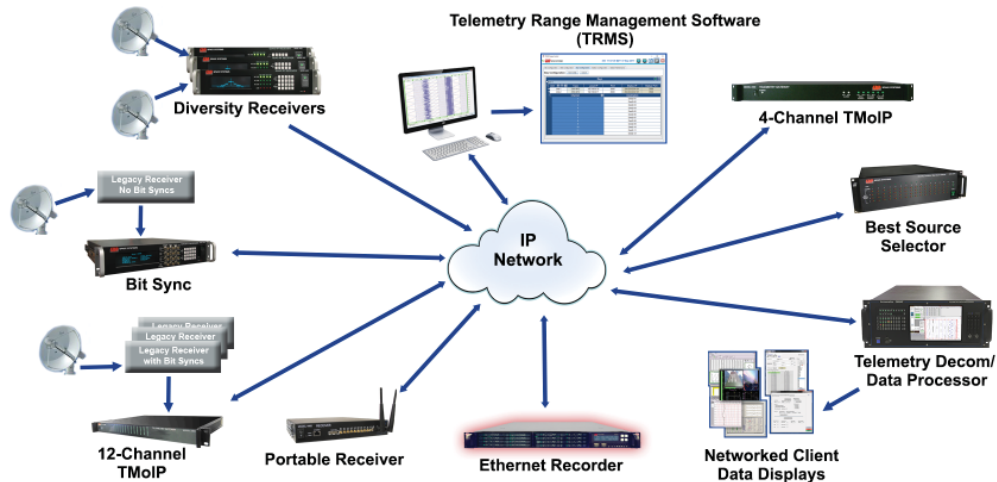 Telemetry Range Management Software
(TRMS)
Diversity Receivers
4-Channel TMoIP
Legacy Receiver
No Bit Syncs
Bit Sync
IP
Network
Best Source
Selector
Legacy Receiver
Legacy Receiver
Legacy Receiver
with Bit Syncs
12-Channel
TMoIP
Portable Receiver
Ethernet Recorder
Telemetry Decom/
Data Processor
Networked Client
Data Displays